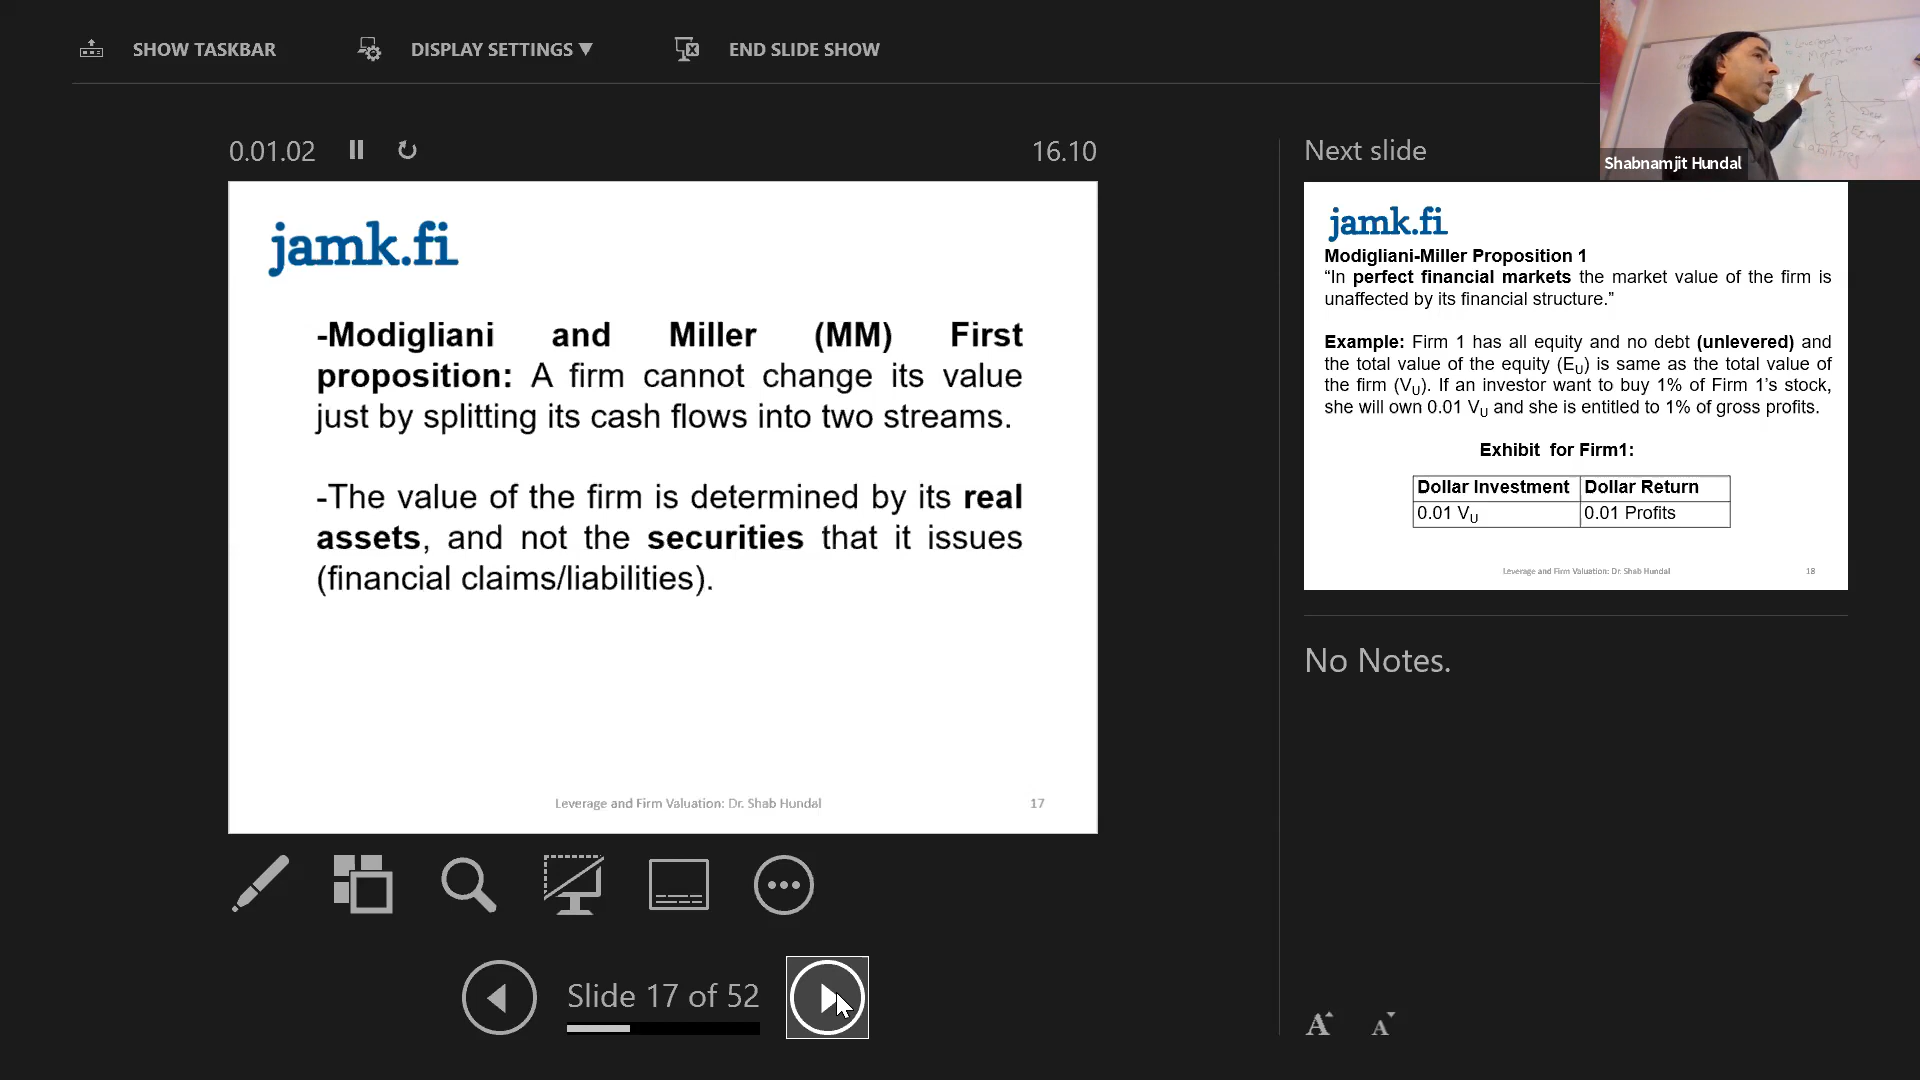 SHOW TASKBAR
DISPLAY SETTINGS ▼
END SLIDE SHOW
0.01.02
16.10
jamk.fi
-Modigliani and Miller (MM) First
proposition: A firm cannot change its value
just by splitting its cash flows into two streams.
-The value of the firm is determined by its real
assets, and not the securities that it issues
(financial claims/liabilities).
Leverage and Firm Valuation: Dr. Shab Hundal
17
Slide 17 of 52
Next slide
jamk.fi
Modigliani-Miller Proposition 1
“In perfect financial markets the market value of the firm is
unaffected by its financial structure.”
Example: Firm 1 has all equity and no debt (unlevered) and
the total value of the equity (EU) is same as the total value of
the firm (VU). If an investor want to buy 1% of Firm 1’s stock,
she will own 0.01 VU and she is entitled to 1% of gross profits.
Exhibit for Firm1:
Dollar Investment Dollar Return
0.01 VU 0.01 Profits
Leverage and Firm Valuation: Dr. Shab Hundal
18
No Notes.
A A
Shabnamjit Hundal